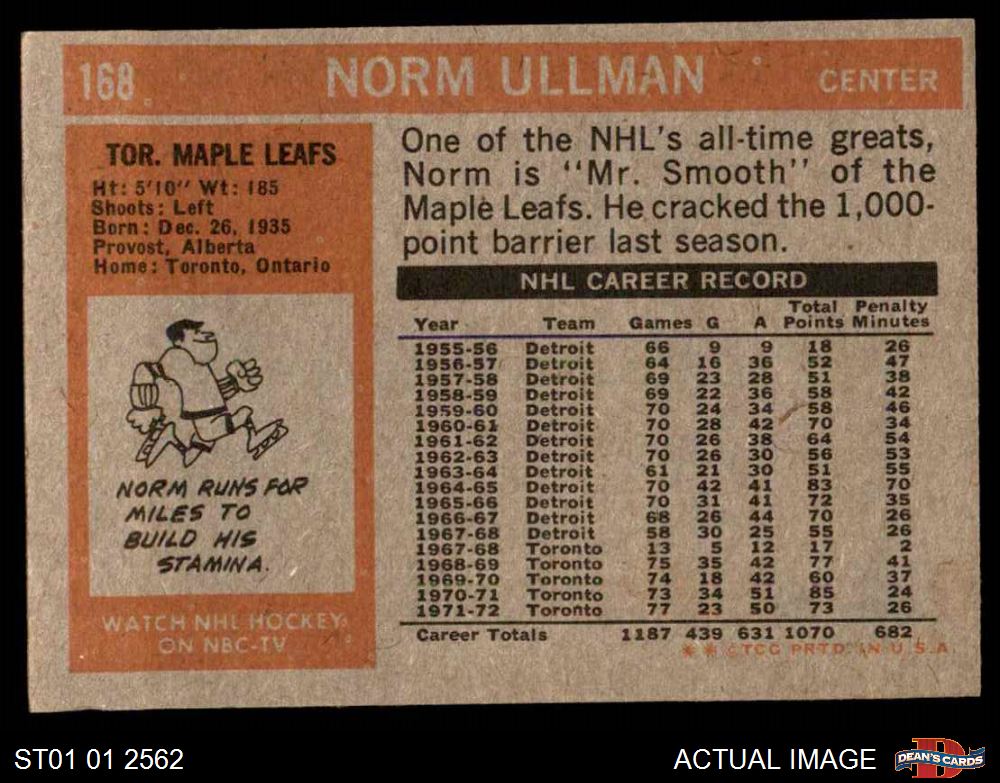 168 NORM ULLMAN CENTER
TOR. MAPLE LEAFS
Ht: 5'10" Wt: 185
Shoots: Left
Born: Dec. 26, 1935
Provost, Alberta
Home: Toronto, Ontario
NORM RUNS FOR
MILES TO
BUILD HIS
STAMINA.
WATCH NHL HOCKEY
ON NBC-TV
One of the NHL's all-time greats,
Norm is "Mr. Smooth" of the
Maple Leafs. He cracked the 1,000-
point barrier last season.
NHL CAREER RECORD
Total Penalty
Year Team Games G A Points Minutes
1955-56 Detroit 66 9 9 18 26
1956-57 Detroit 64 16 36 52 47
1957-58 Detroit 69 23 28 51 38
1958-59 Detroit 69 22 36 58 42
1959-60 Detroit 70 24 34 58 46
1960-61 Detroit 70 28 42 70 34
1961-62 Detroit 70 26 38 64 54
1962-63 Detroit 70 26 30 56 53
1963-64 Detroit 61 21 30 51 55
1964-65 Detroit 70 42 41 83 70
1965-66 Detroit 70 31 41 72 35
1966-67 Detroit 68 26 44 70 26
1967-68 Detroit 58 30 25 55 26
1967-68 Toronto 13 5 12 17 2
1968-69 Toronto 75 35 42 77 41
1969-70 Toronto 74 18 42 60 37
1970-71 Toronto 73 34 51 85 24
1971-72 Toronto 77 23 50 73 26
Career Totals 1187 439 631 1070 682
** ©TCG PRTD. IN U.S.A.
ST01 01 2562
ACTUAL IMAGE
D
DEAN'S CARDS